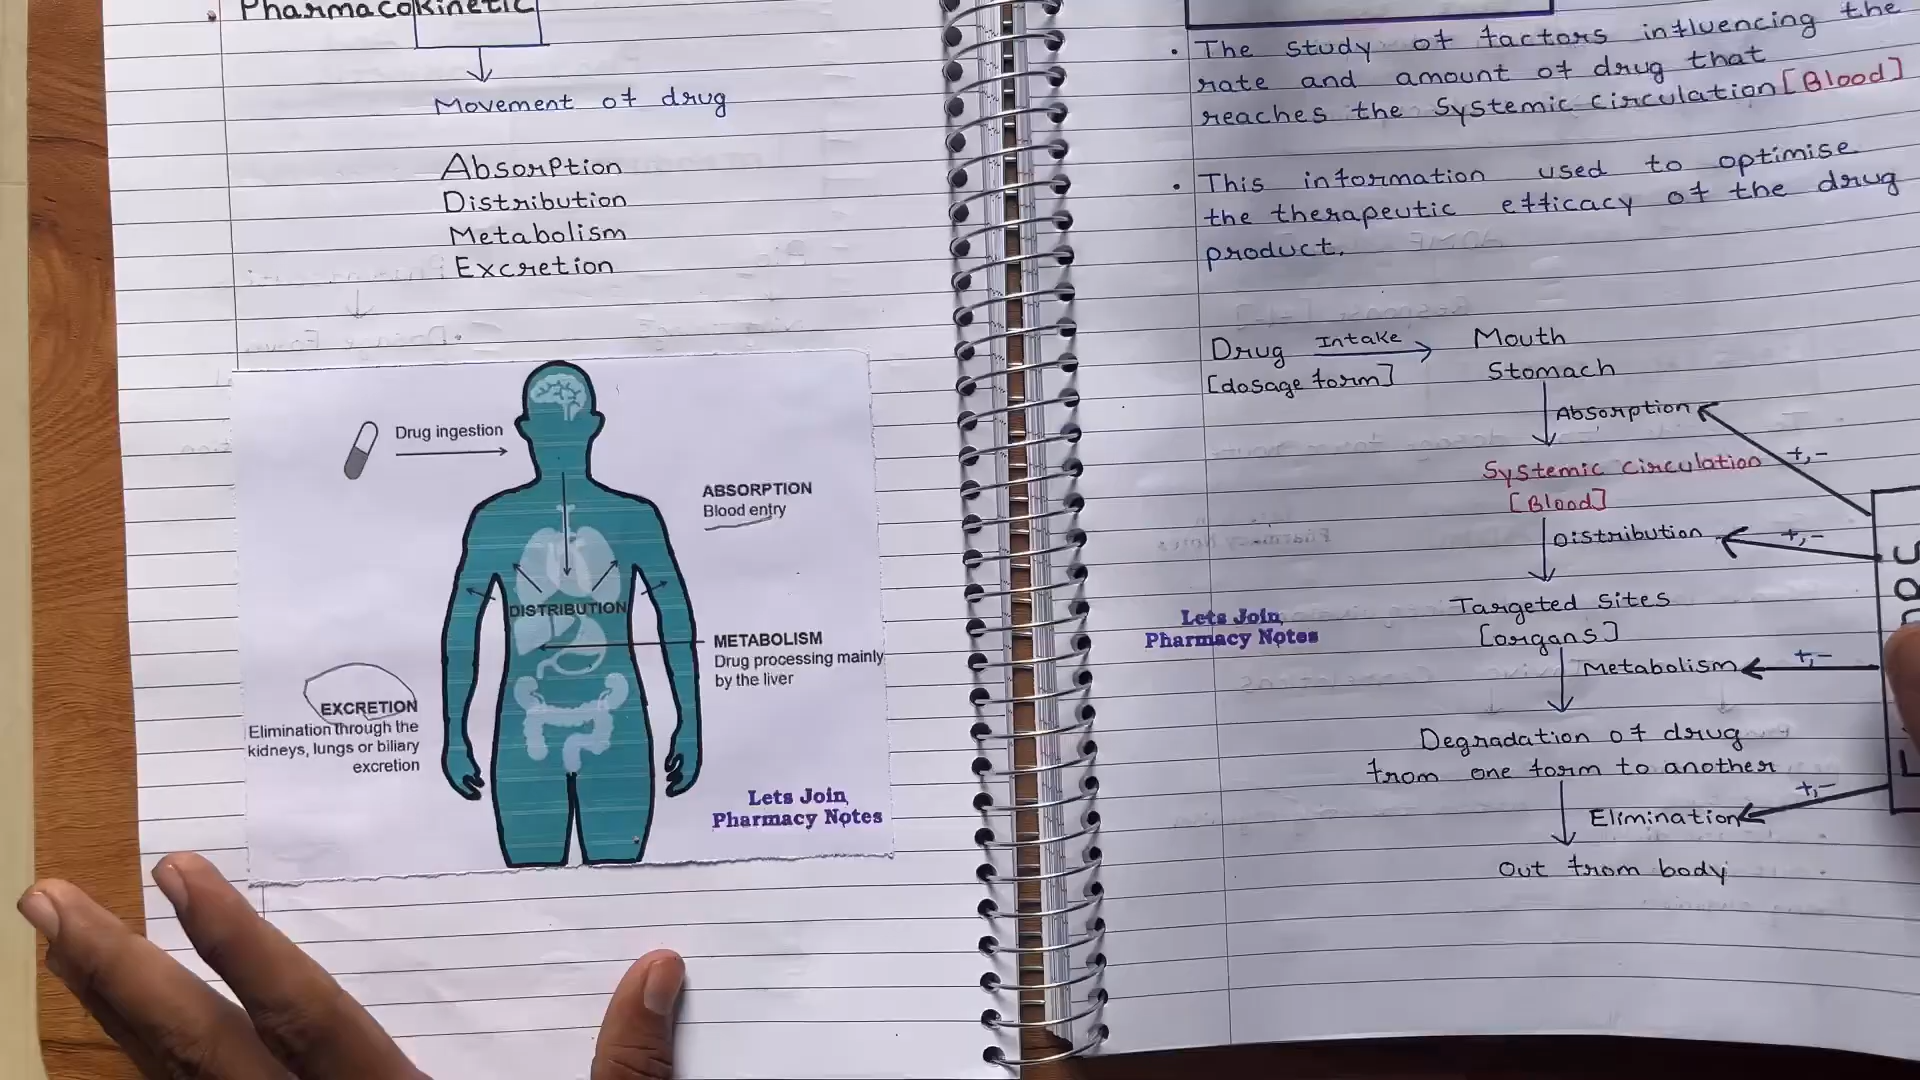 Pharmacokinetic
Movement of drug
Absorption
Distribution
Metabolism
Excretion
Drug ingestion
ABSORPTION
Blood entry
DISTRIBUTION
METABOLISM
Drug processing mainly
by the liver
EXCRETION
Elimination through the
kidneys, lungs or biliary
excretion
Lets Join,
Pharmacy Notes
• The study of factors influencing the
rate and amount of drug that
reaches the systemic circulation [Blood]
• This information used to optimise
the therapeutic efficacy of the drug
product.
Drug Intake Mouth
[dosage form] Stomach
Absorption
+,-
Systemic circulation
[Blood]
Distribution +,-
Targeted Sites
[organs]
Lets Join,
Pharmacy Notes
Metabolism +,-
Degradation of drug
from one form to another
+,-
Elimination
Out from body